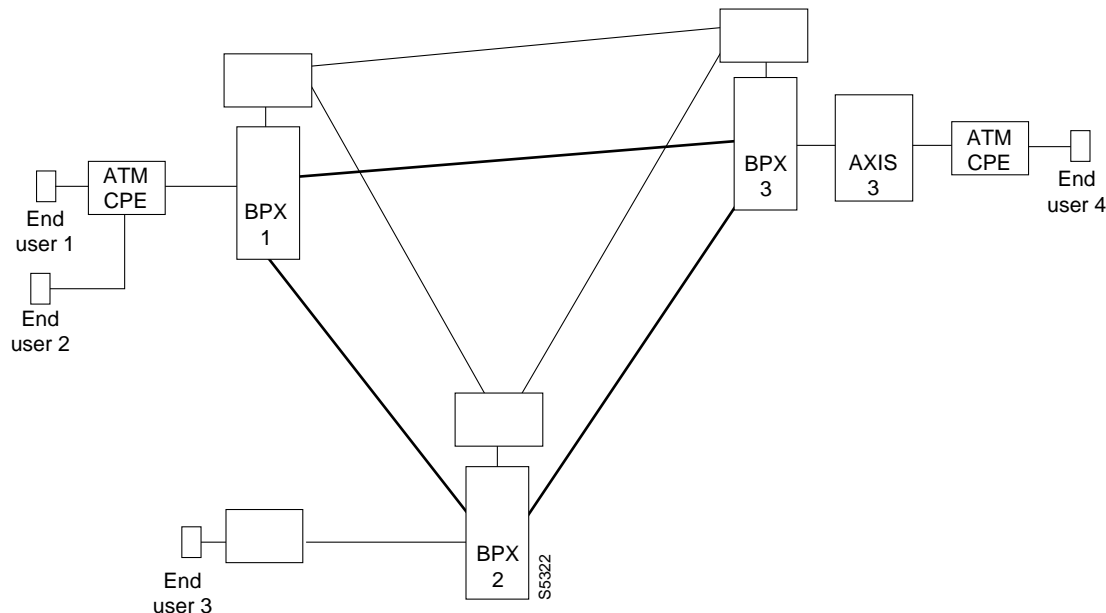 ATM
CPE
End
user 1
End
user 2
BPX
1
BPX
3
AXIS
3
ATM
CPE
End
user 4
End
user 3
BPX
2
S5322